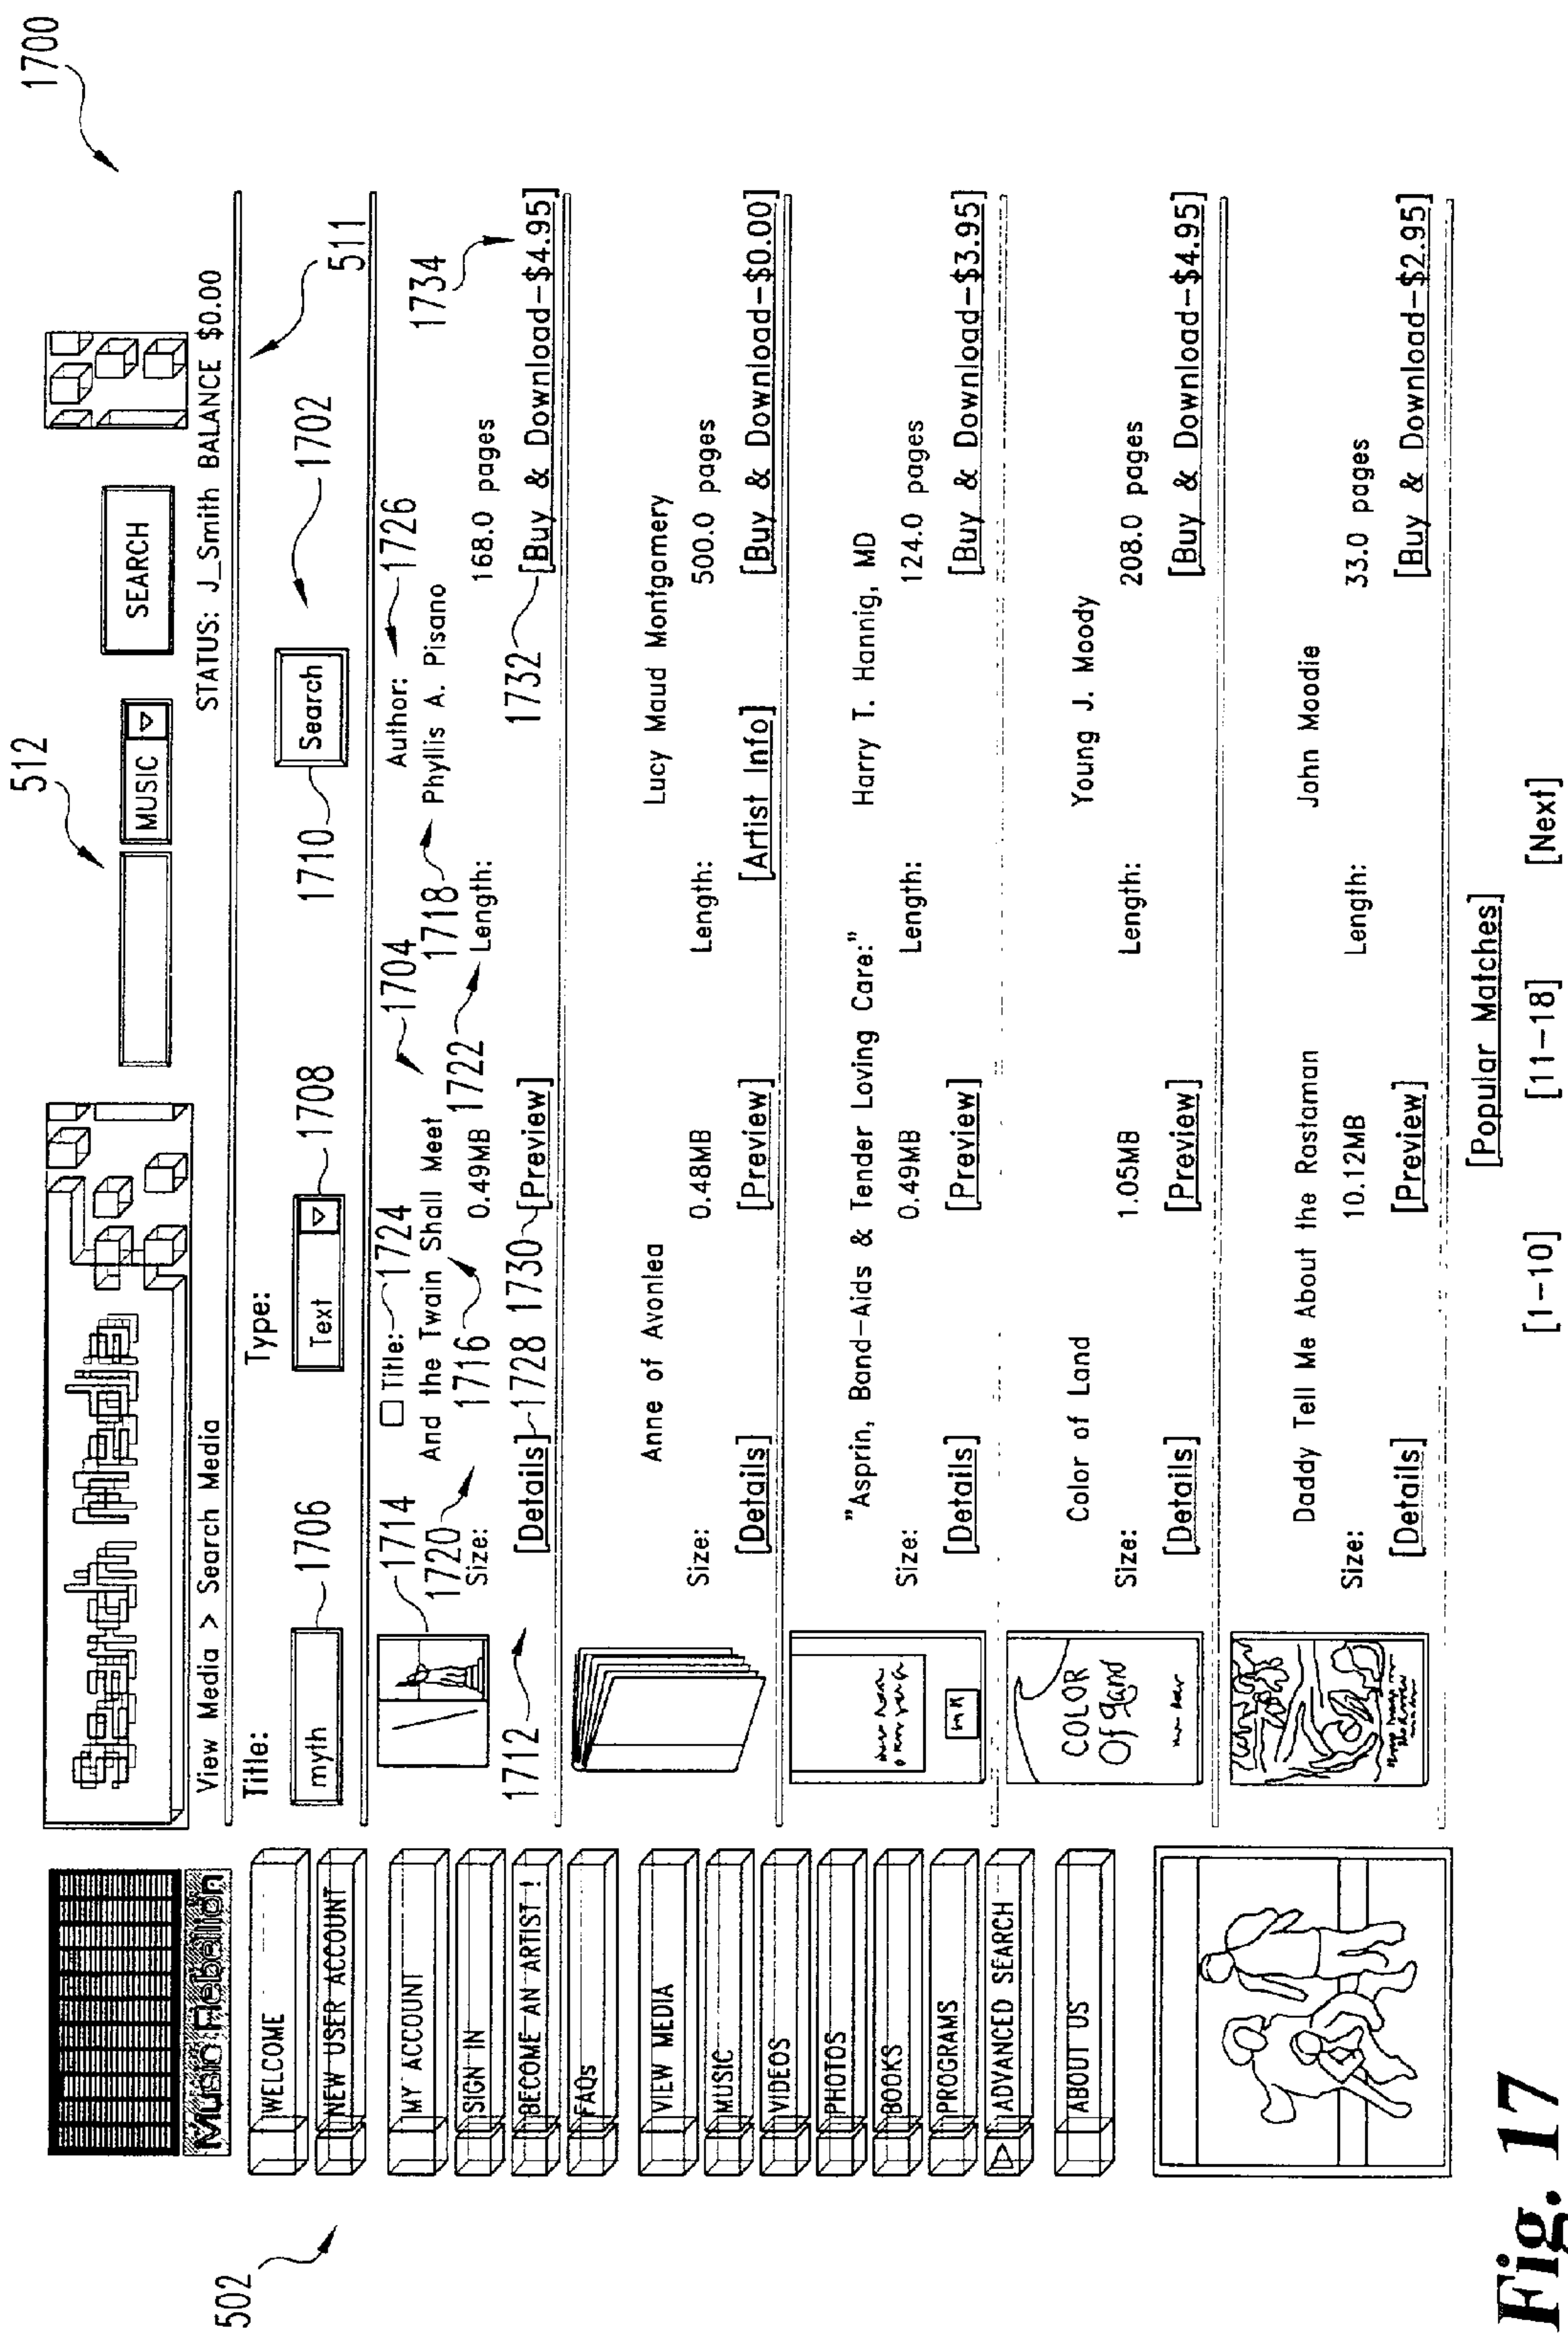 1700
512
Search Media
MUSIC
SEARCH
Music Rebellion
View Media > Search Media
STATUS: J_Smith BALANCE $0.00
511
502
WELCOME
NEW USER ACCOUNT
MY ACCOUNT
SIGN IN
BECOME AN ARTIST !
FAQs
VIEW MEDIA
MUSIC
VIDEOS
PHOTOS
BOOKS
PROGRAMS
ADVANCED SEARCH
ABOUT US
Title:
Type:
myth
1706
Text
1708
1710
Search
1702
1714
Title:
1724
1704
Author:
1726
And the Twain Shall Meet
1718
Phyllis A. Pisano
1720
1716
1722
Size:
0.49MB
Length:
168.0 pages
1734
1712
[Details]
1728
1730
[Preview]
1732
[Buy & Download-$4.95]
Anne of Avonlea
Lucy Maud Montgamery
Size:
0.48MB
Length:
500.0 pages
[Details]
[Preview]
[Artist Info]
[Buy & Download-$0.00]
"Asprin, Band-Aids & Tender Loving Care:"
Harry T. Hannig, MD
Size:
0.49MB
Length:
124.0 pages
[Details]
[Preview]
[Buy & Download-$3.95]
COLOR
Of Land
Color of Land
Young J. Moody
Size:
1.05MB
Length:
208.0 pages
[Details]
[Preview]
[Buy & Download-$4.95]
Daddy Tell Me About the Rastaman
John Moodie
Size:
10.12MB
Length:
33.0 pages
[Details]
[Preview]
[Buy & Download-$2.95]
[Popular Matches]
[1-10]
[11-18]
[Next]
Fig. 17